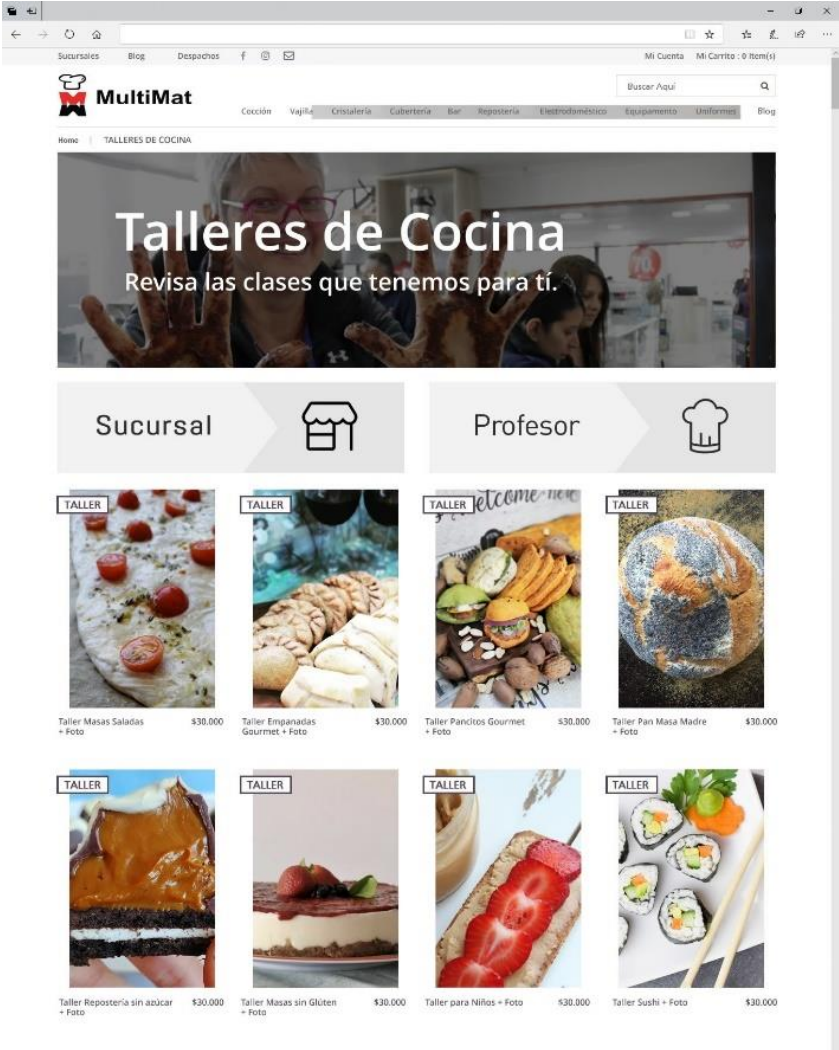 Sucursales Blog Despachos Mi Cuenta Mi Carrito : 0 Item(s)
MultiMat
Buscar Aquí
Cocción Vajilla Cristalería Cubertería Bar Repostería Electrodoméstico Equipamento Uniformes Blog
Home | TALLERES DE COCINA
Talleres de Cocina
Revisa las clases que tenemos para tí.
Sucursal
Profesor
TALLER TALLER TALLER TALLER
Taller Masas Saladas
+ Foto
$30.000
Taller Empanadas
Gourmet + Foto
$30.000
Taller Pancitos Gourmet
+ Foto
$30.000
Taller Pan Masa Madre
+ Foto
$30.000
TALLER TALLER TALLER TALLER
Taller Repostería sin azúcar
+ Foto
$30.000
Taller Masas sin Glúten
+ Foto
$30.000
Taller para Niños + Foto
$30.000
Taller Sushi + Foto
$30.000